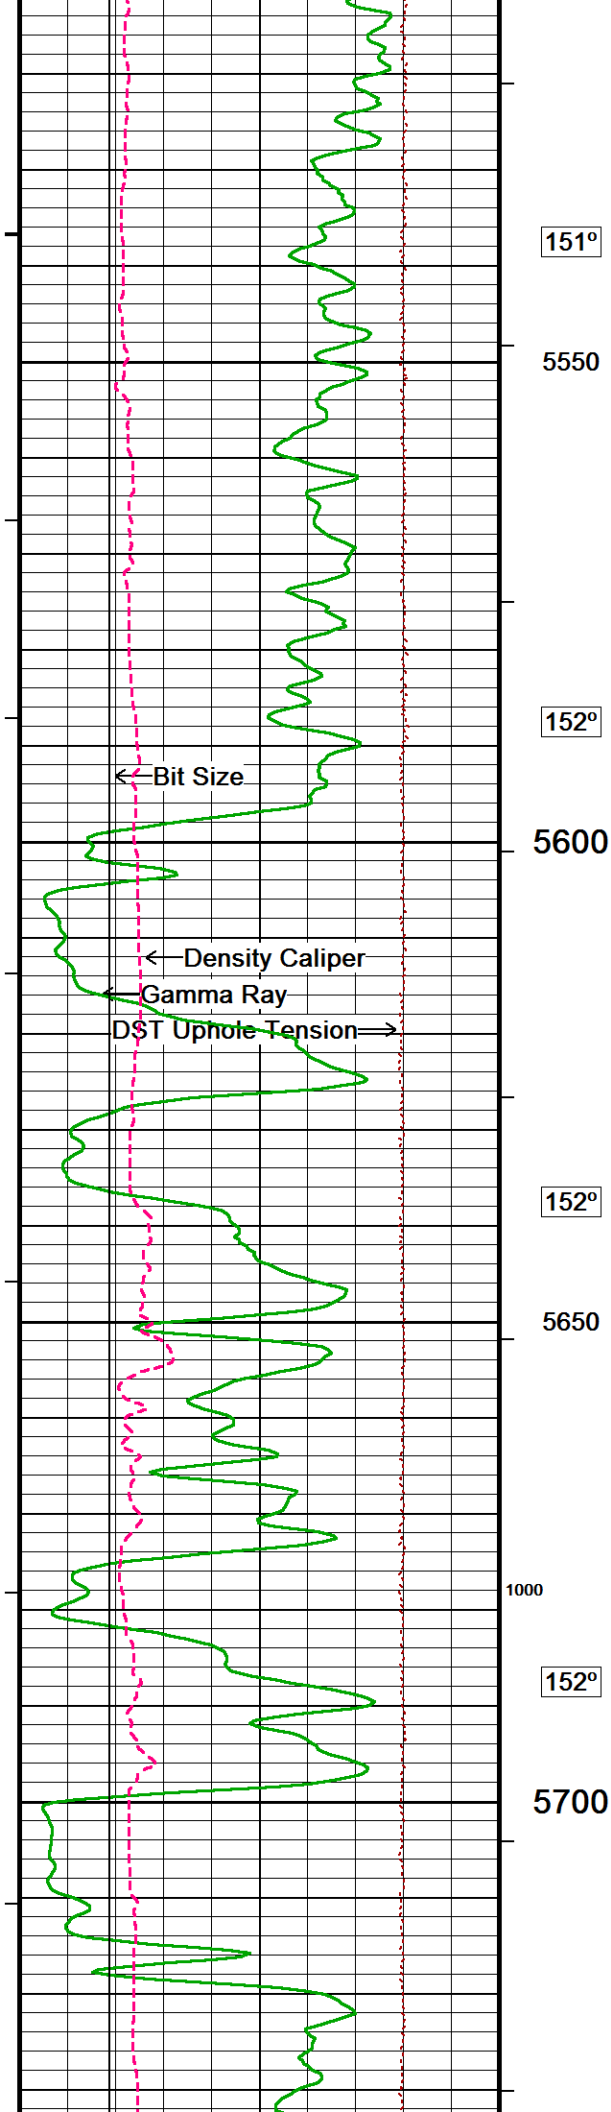 151º
5550
152º
Bit Size
5600
Density Caliper
Gamma Ray
DST Uphole Tension
152º
5650
1000
152º
5700